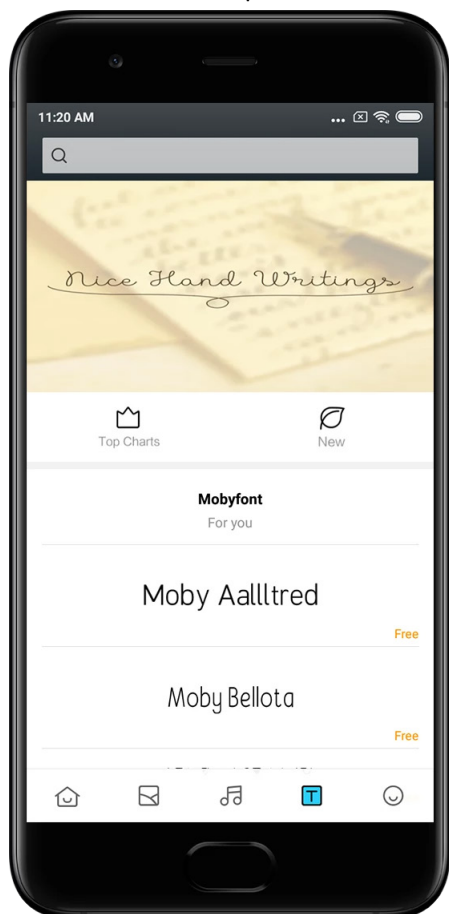 11:20 AM
Nice Hand Writings
Top Charts
New
Mobyfont
For you
Moby Aallltred
Free
Moby Bellota
Free
T